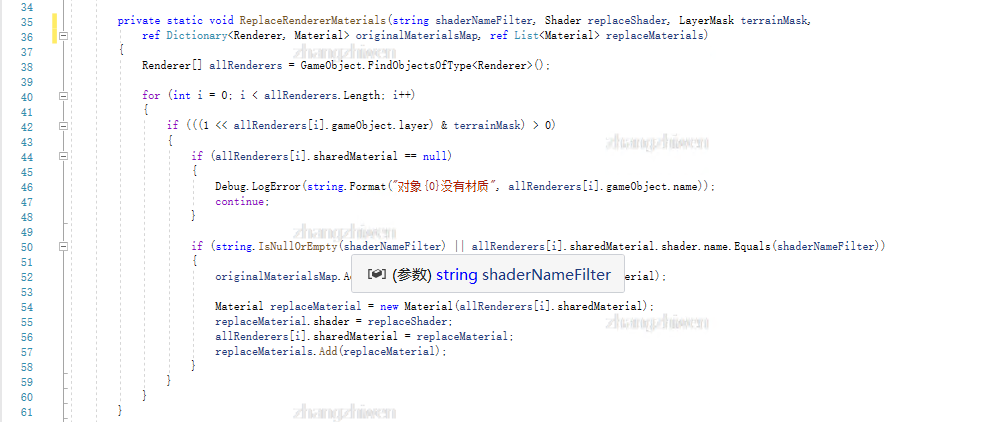 34
35 private static void ReplaceRendererMaterials(string shaderNameFilter, Shader replaceShader, LayerMask terrainMask,
36 ref Dictionary<Renderer, Material> originalMaterialsMap, ref List<Material> replaceMaterials)
37 {
38 Renderer[] allRenderers = GameObject.FindObjectsOfType<Renderer>();
39
40 for (int i = 0; i < allRenderers.Length; i++)
41 {
42 if (((1 << allRenderers[i].gameObject.layer) & terrainMask) > 0)
43 {
44 if (allRenderers[i].sharedMaterial == null)
45 {
46 Debug.LogError(string.Format("对象{0}没有材质", allRenderers[i].gameObject.name));
47 continue;
48 }
49
50 if (string.IsNullOrEmpty(shaderNameFilter) || allRenderers[i].sharedMaterial.shader.name.Equals(shaderNameFilter))
51 {
(参数) string shaderNameFilter
52 originalMaterialsMap.A erial);
53
54 Material replaceMaterial = new Material(allRenderers[i].sharedMaterial);
55 replaceMaterial.shader = replaceShader;
56 allRenderers[i].sharedMaterial = replaceMaterial;
57 replaceMaterials.Add(replaceMaterial);
58 }
59 }
60 }
61 }
zhangzhiwen
zhangzhiwen
zhangzhiwen
zhangzhiwen
zhangzhiwen